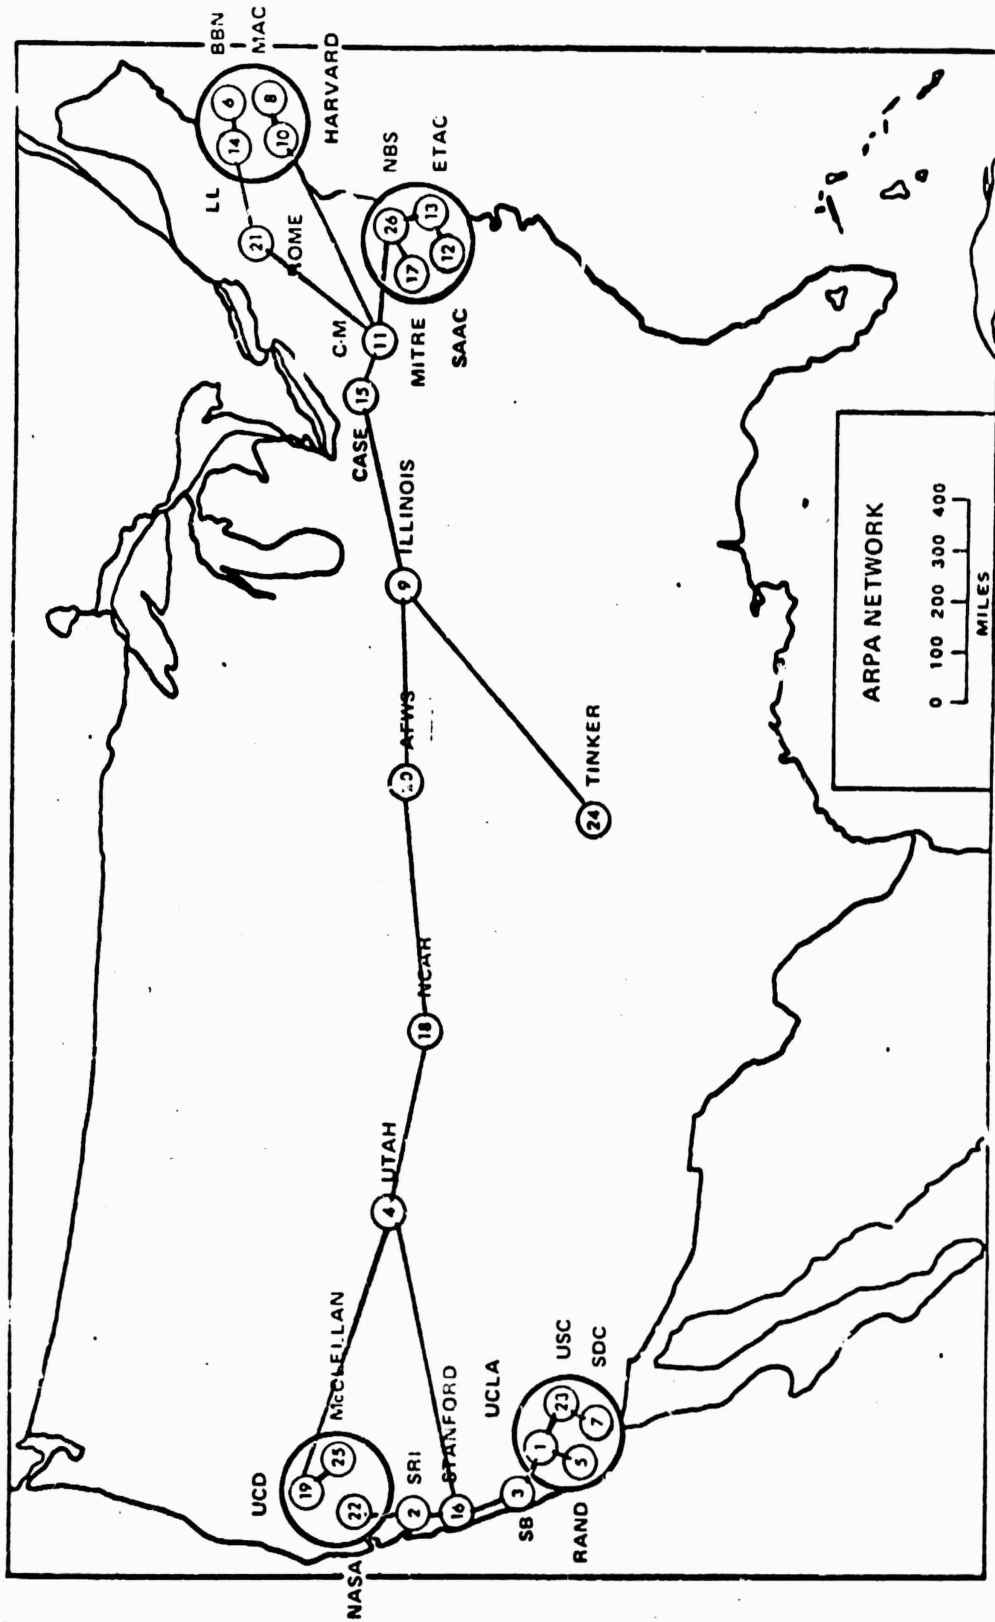 UCD
McCLELLAN
19
25
22
NASA
SRI
2
STANFORD
16
UCLA
3
SB
1
23
5
7
USC
SDC
RAND
4
UTAH
18
NCAR
AFWS
24
TINKER
9
ILLINOIS
CASE
15
C-M
11
MITRE
SAAC
ROME
21
LL
BBN
MAC
14
6
10
8
HARVARD
NBS
ETAC
26
13
17
12
ARPA NETWORK
0 100 200 300 400
MILES